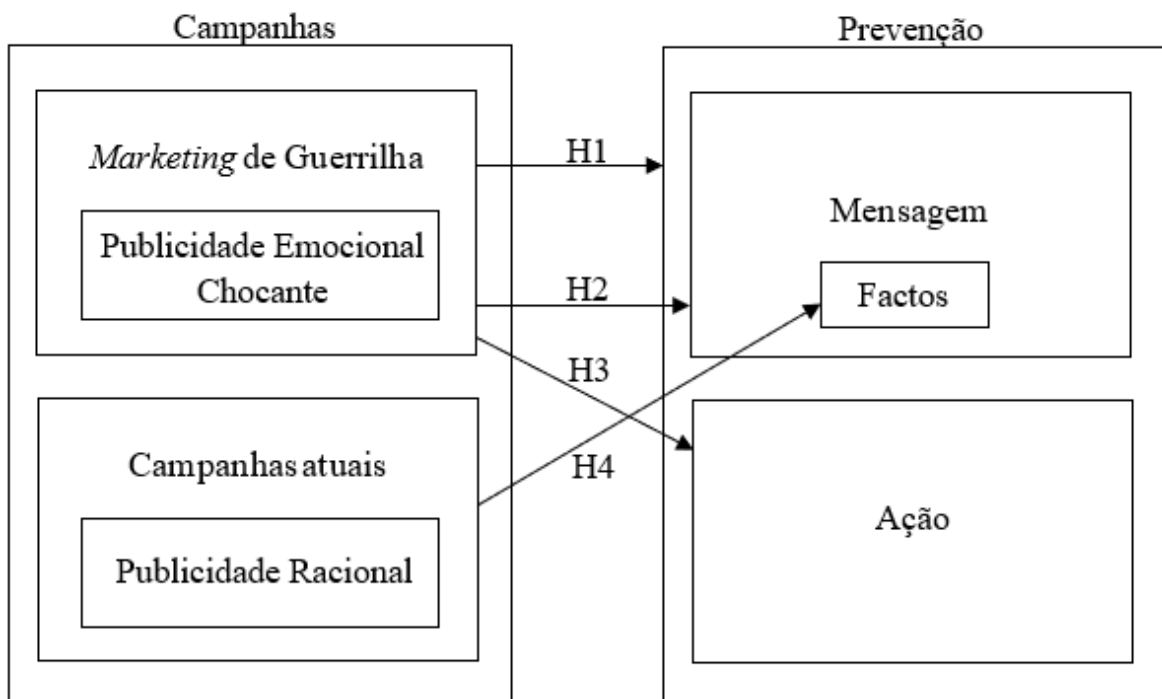 Campanhas
Prevenção
Marketing de Guerrilha
Publicidade Emocional
Chocante
Campanhas atuais
Publicidade Racional
H1
H2
H3
H4
Mensagem
Factos
Ação